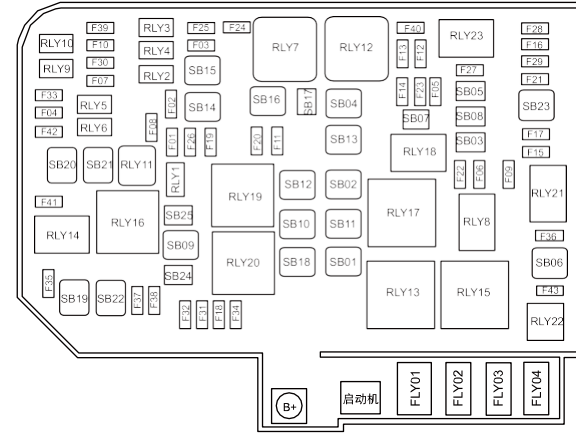 F39
RLY3
F25
F24
F40
RLY23
F28
RLY10
F10
RLY4
F03
RLY7
RLY12
F13
F12
F16
RLY9
F30
RLY2
SB15
F27
F29
F07
F14
F23
F05
SB05
F21
F33
RLY5
F02
SB14
SB16
SB17
SB04
SB07
SB08
SB23
F04
F42
RLY6
F08
F01
F26
F19
F20
F11
SB13
RLY18
SB03
F17
F15
SB20
SB21
RLY11
RLY1
SB12
SB02
F22
F06
F09
RLY21
F41
RLY16
SB25
RLY19
RLY17
RLY8
RLY14
SB09
SB10
SB11
F36
SB24
RLY20
SB18
SB01
SB06
F35
SB19
SB22
F37
F38
RLY13
RLY15
F43
F32
F31
F18
F34
RLY22
B+
启动机
FLY01
FLY02
FLY03
FLY04